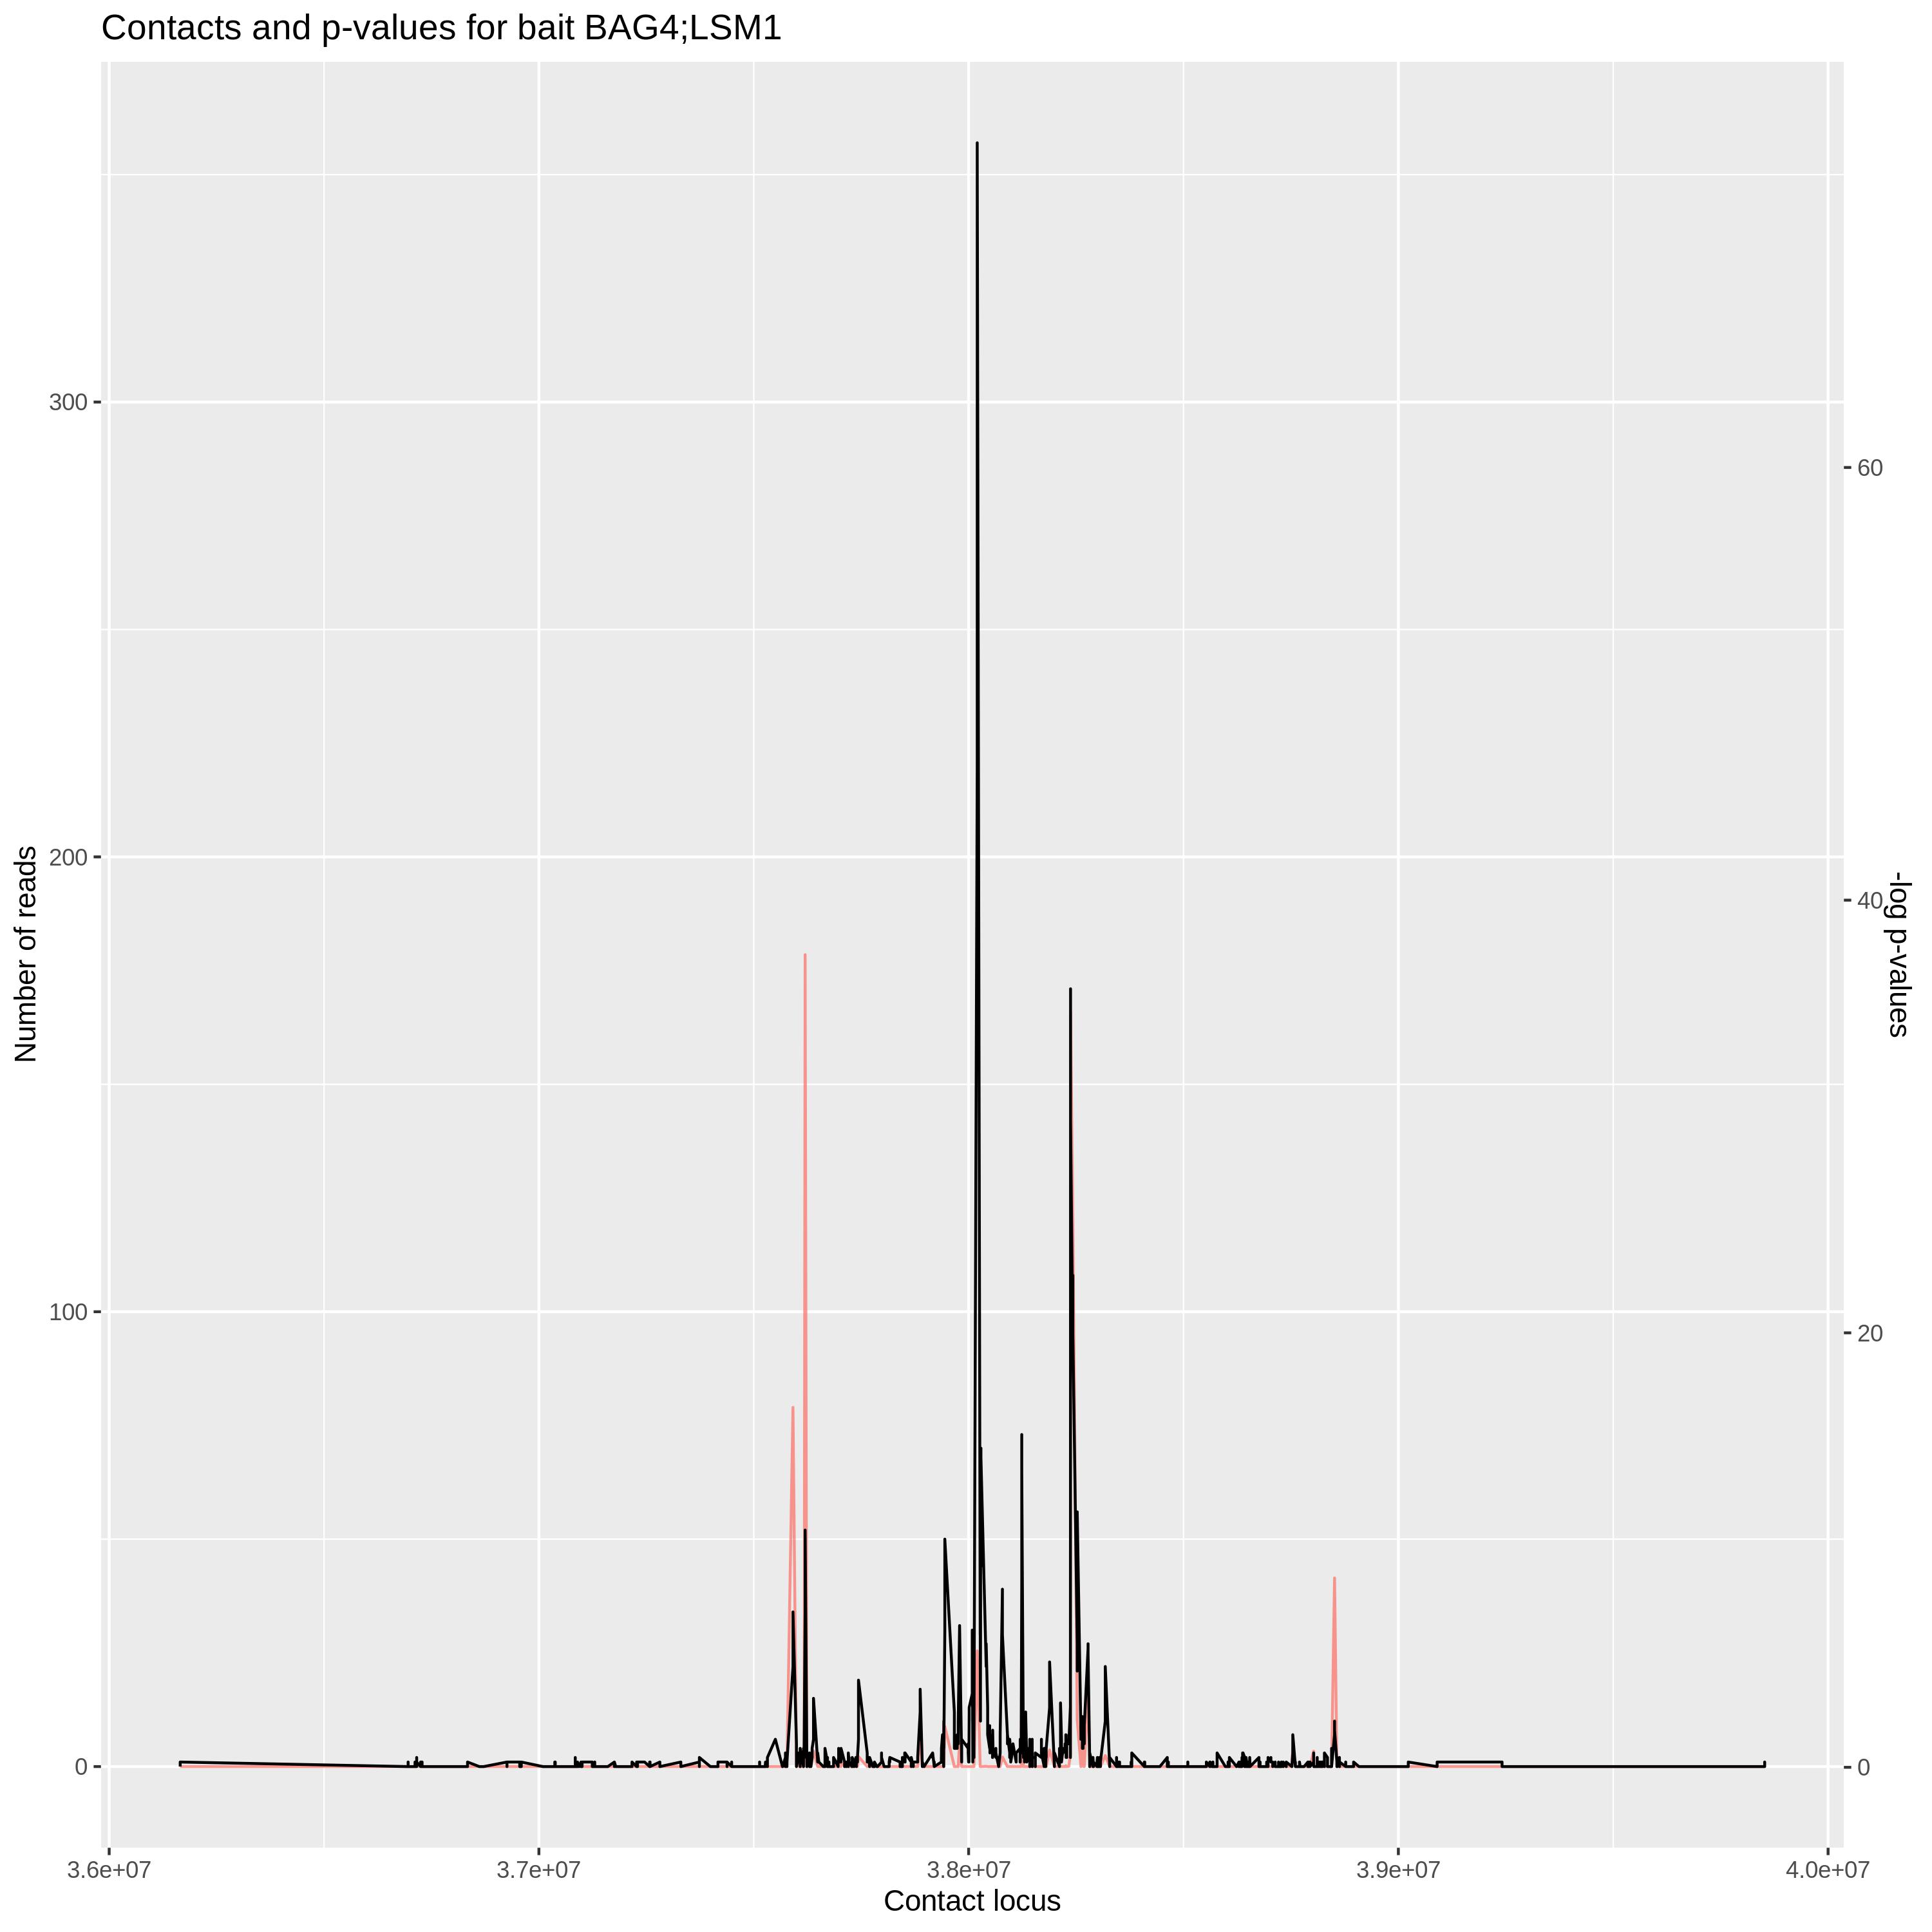 Contacts and p-values for bait BAG4;LSM1
Number of reads
300
200
100
0
60
40
20
0
-log p-values
3.6e+07
3.7e+07
3.8e+07
3.9e+07
4.0e+07
Contact locus